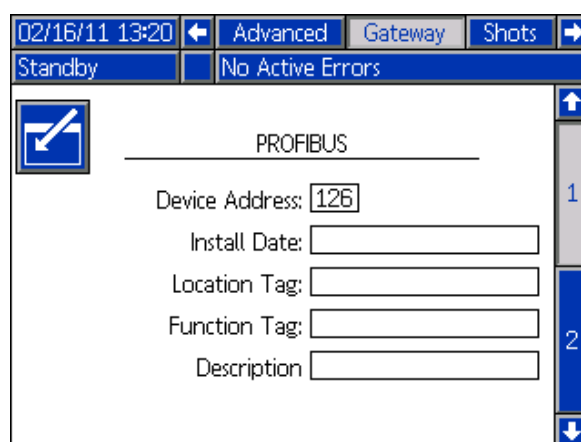 02/16/11 13:20 Advanced Gateway Shots
Standby No Active Errors
PROFIBUS
Device Address: 126
Install Date:
Location Tag:
Function Tag:
Description
1
2